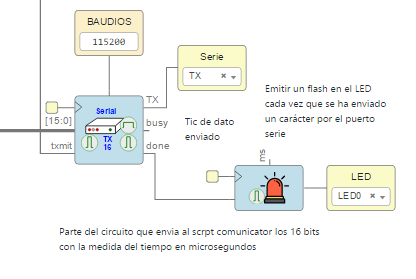 BAUDIOS
115200
Serie
TX
Serial
TX
16
[15:0]
txmit
TX
busy
done
Tic de dato
enviado
Emitir un flash en el LED
cada vez que se ha enviado
un carácter por el puerto
serie
ms
LED
LED0
Parte del circuito que envia al scrpt comunicator los 16 bits
con la medida del tiempo en microsegundos